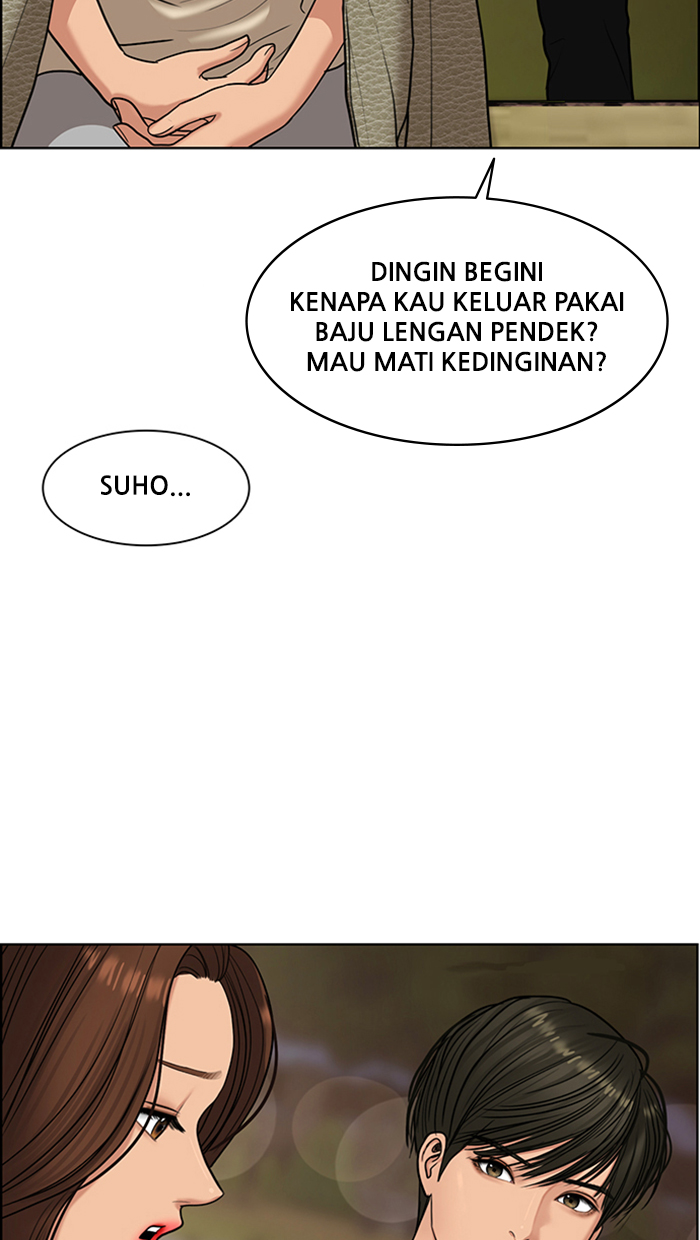 DINGIN BEGINI
KENAPA KAU KELUAR PAKAI
BAJU LENGAN PENDEK?
MAU MATI KEDINGINAN?
SUHO...